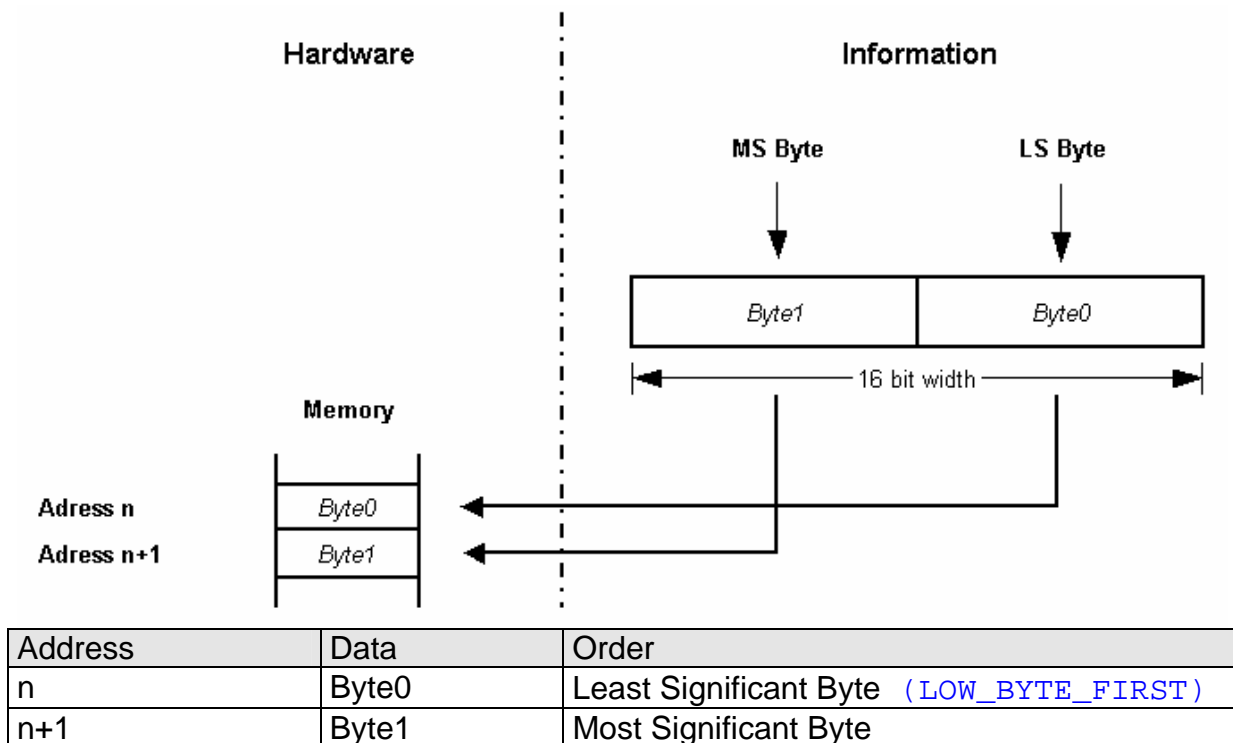 Hardware
Information
MS Byte
LS Byte
Byte1
Byte0
16 bit width
Memory
Adress n
Byte0
Adress n+1
Byte1
Address Data Order
n Byte0 Least Significant Byte (LOW_BYTE_FIRST)
n+1 Byte1 Most Significant Byte